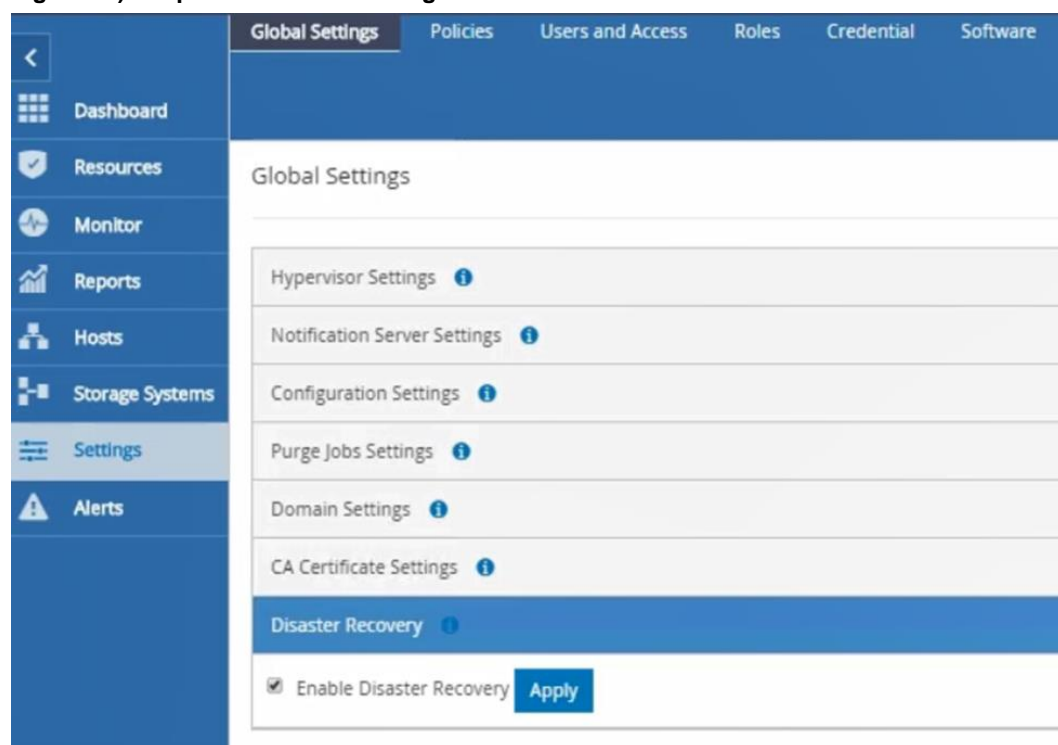 Global Settings Policies Users and Access Roles Credential Software
Dashboard
Resources
Monitor
Reports
Hosts
Storage Systems
Settings
Alerts
Global Settings
Hypervisor Settings
Notification Server Settings
Configuration Settings
Purge Jobs Settings
Domain Settings
CA Certificate Settings
Disaster Recovery
Enable Disaster Recovery Apply